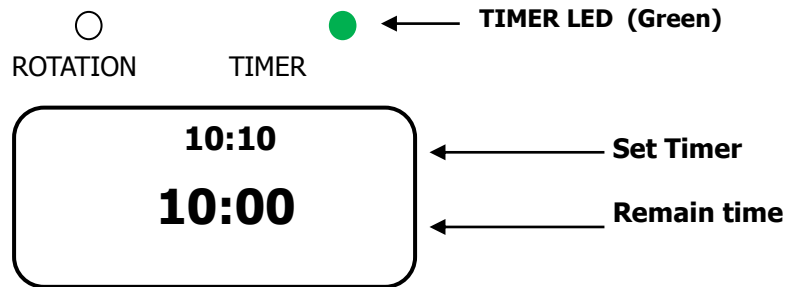 TIMER LED (Green)
ROTATION TIMER
10:10
Set Timer
10:00
Remain time